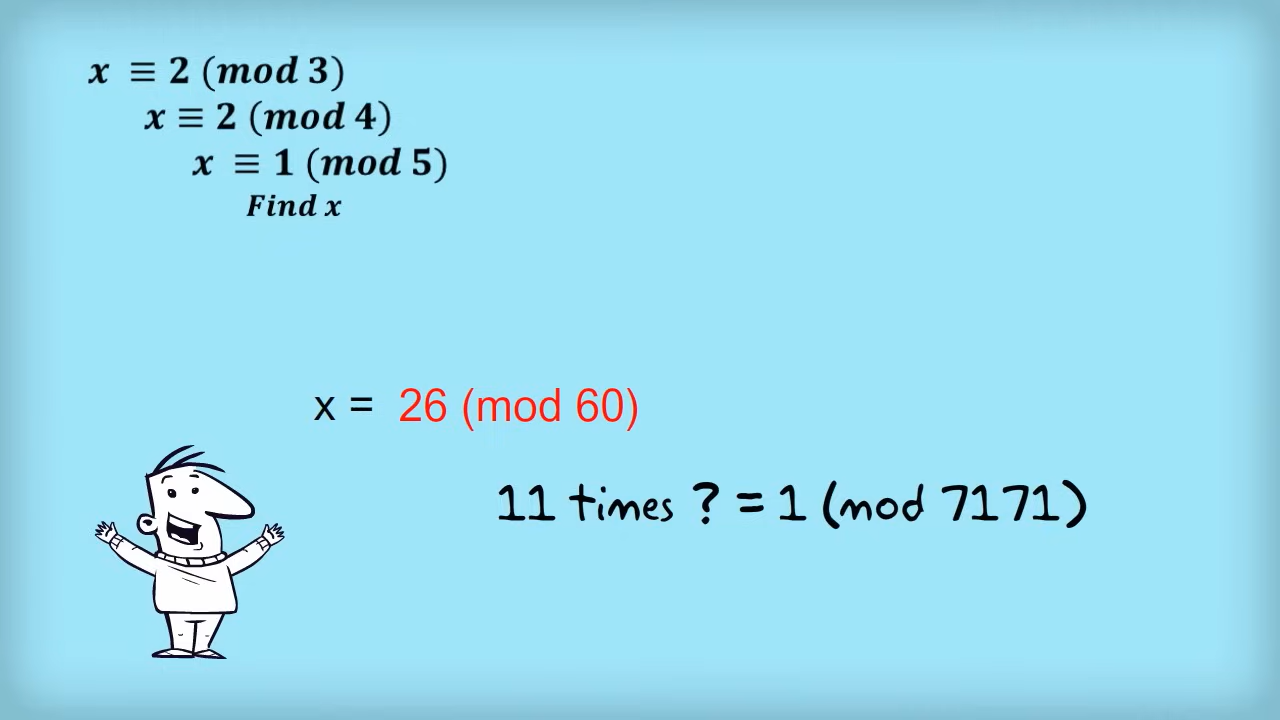 x ≡ 2 (mod 3)
x ≡ 2 (mod 4)
x ≡ 1 (mod 5)
Find x
x = 26 (mod 60)
11 times ? = 1 (mod 7171)